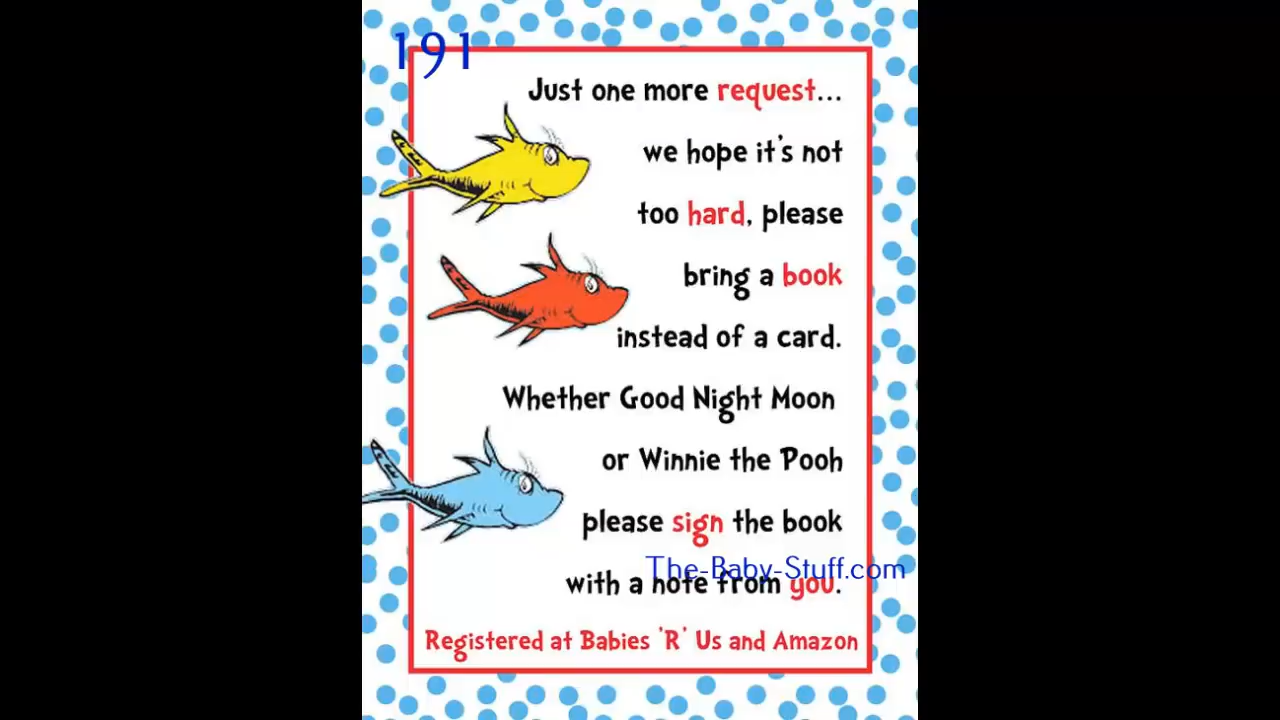 191
Just one more request...
we hope it's not
too hard, please
bring a book
instead of a card.
Whether Good Night Moon
or Winnie the Pooh
please sign the book
The-Baby-Stuff.com
with a note from you.
Registered at Babies 'R' Us and Amazon